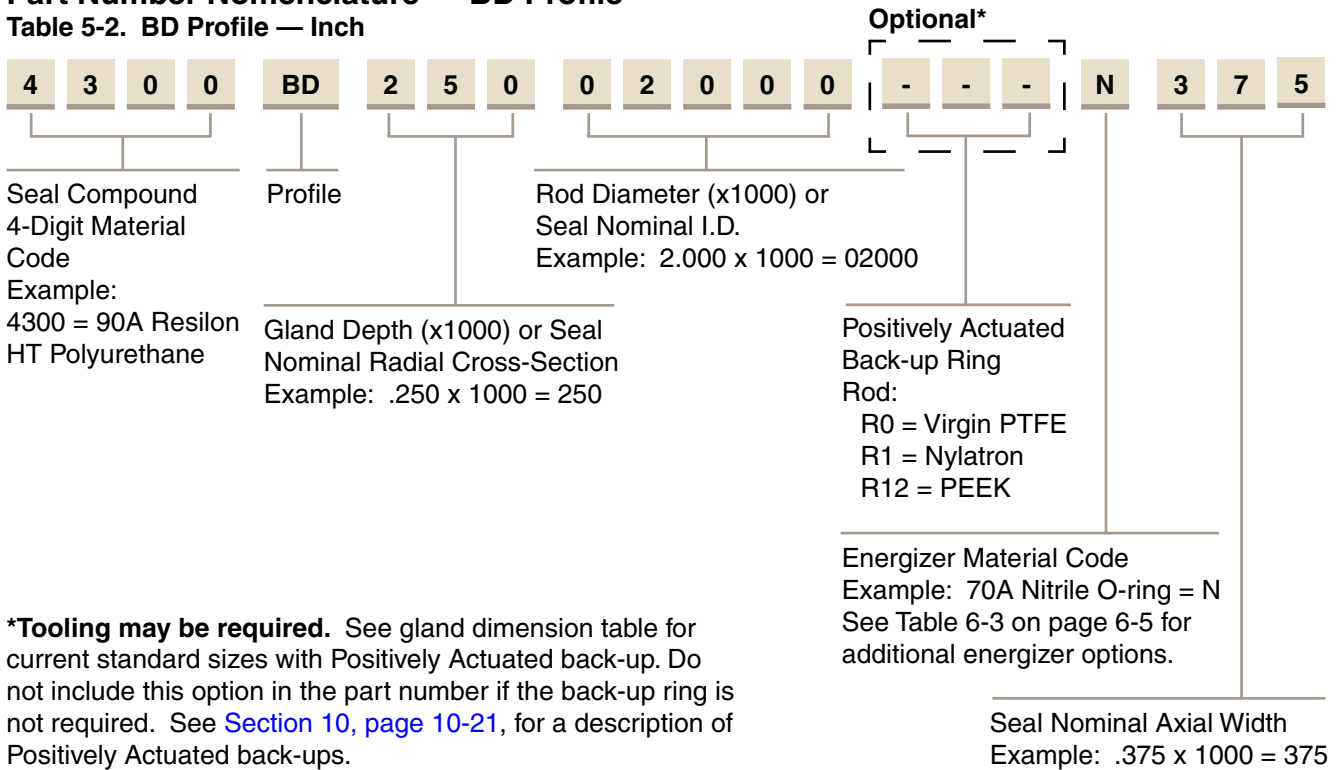 Table 5-2. BD Profile — Inch
Optional*
4 3 0 0 BD 2 5 0 0 2 0 0 0 - - - N 3 7 5
Seal Compound
4-Digit Material
Code
Example:
4300 = 90A Resilon
HT Polyurethane
Profile
Gland Depth (x1000) or Seal
Nominal Radial Cross-Section
Example: .250 x 1000 = 250
Rod Diameter (x1000) or
Seal Nominal I.D.
Example: 2.000 x 1000 = 02000
Positively Actuated
Back-up Ring
Rod:
R0 = Virgin PTFE
R1 = Nylatron
R12 = PEEK
Energizer Material Code
Example: 70A Nitrile O-ring = N
See Table 6-3 on page 6-5 for
additional energizer options.
Seal Nominal Axial Width
Example: .375 x 1000 = 375
*Tooling may be required. See gland dimension table for
current standard sizes with Positively Actuated back-up. Do
not include this option in the part number if the back-up ring is
not required. See Section 10, page 10-21, for a description of
Positively Actuated back-ups.